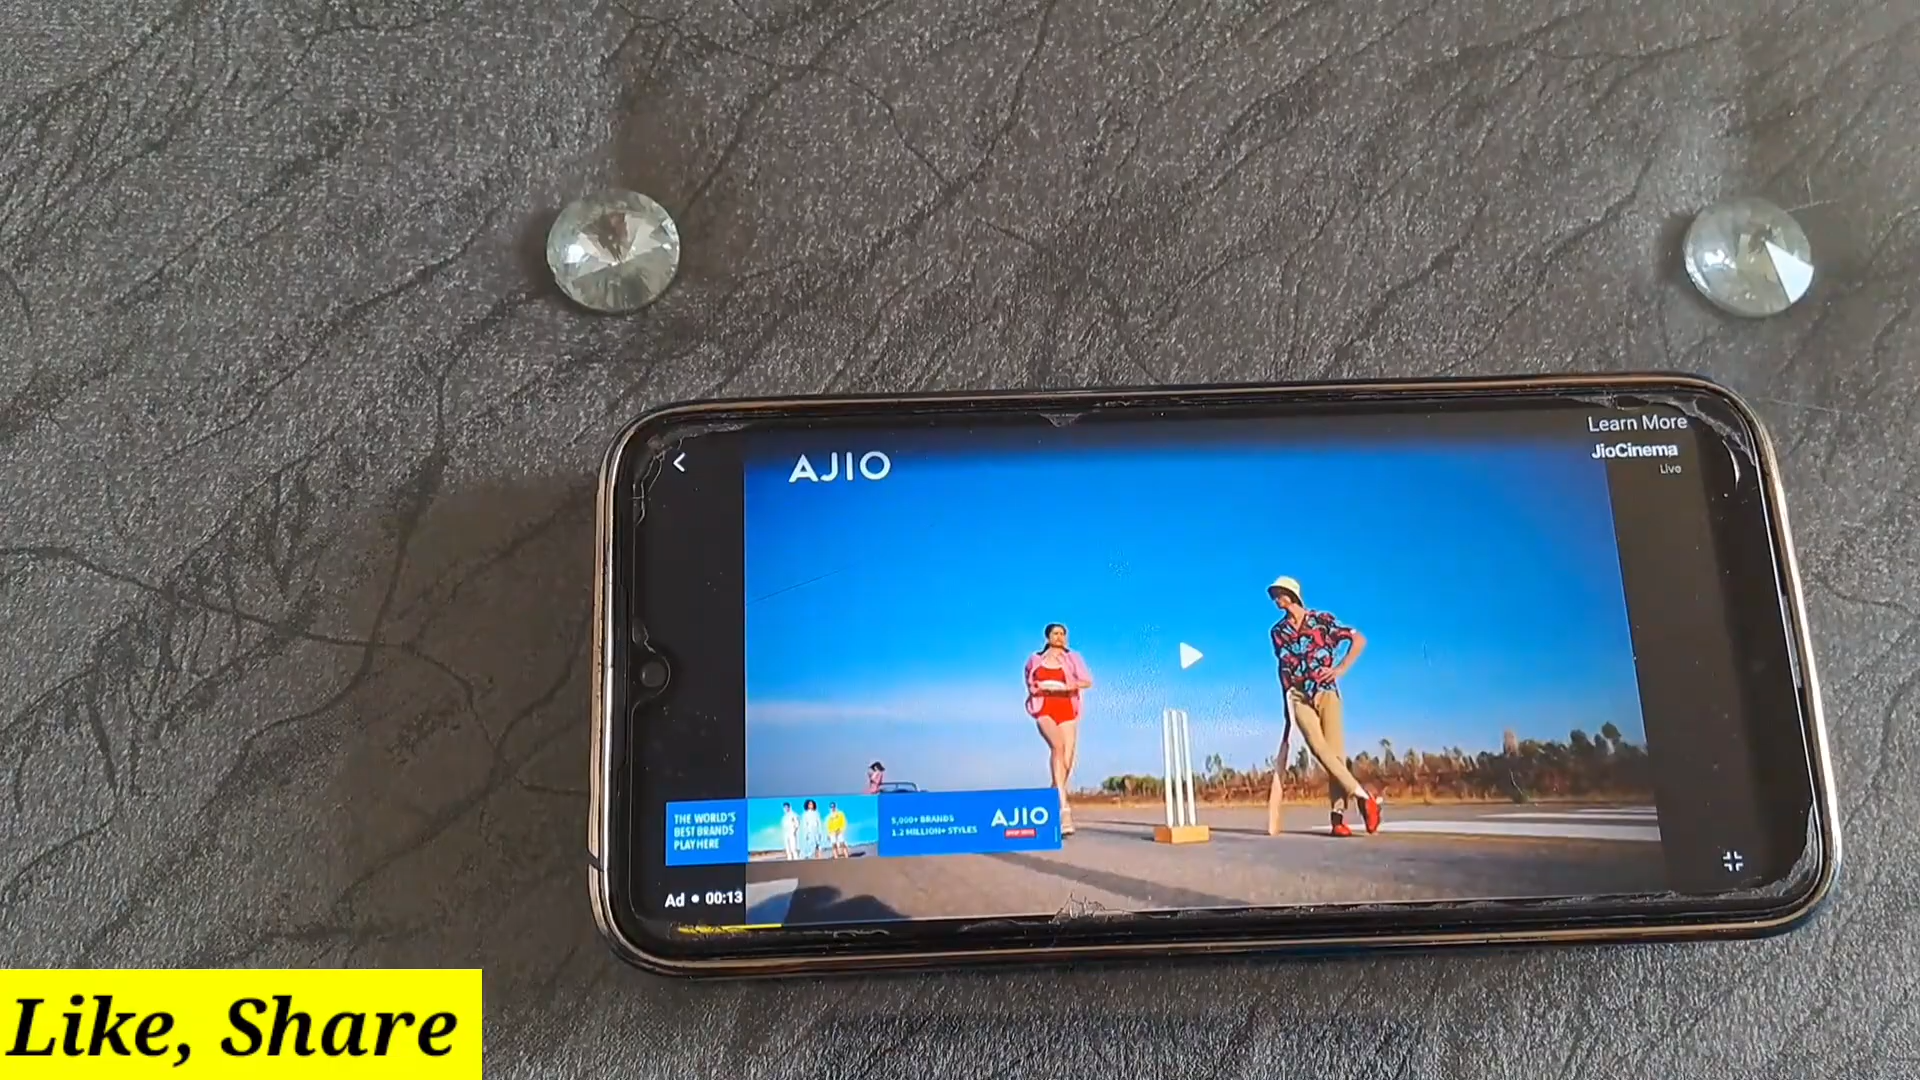 Learn More
JioCinema
Live
AJIO
THE WORLD'S
BEST BRANDS
PLAY HERE
5,000+ BRANDS
1.2 MILLION+ STYLES
AJIO
Ad • 00:13
Like, Share